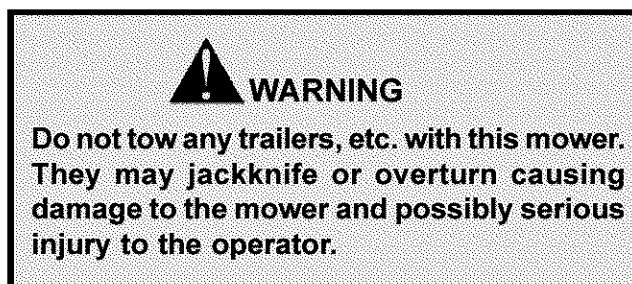 WARNING
Do not tow any trailers, etc. with this mower.
They may jackknife or overturn causing
damage to the mower and possibly serious
injury to the operator.